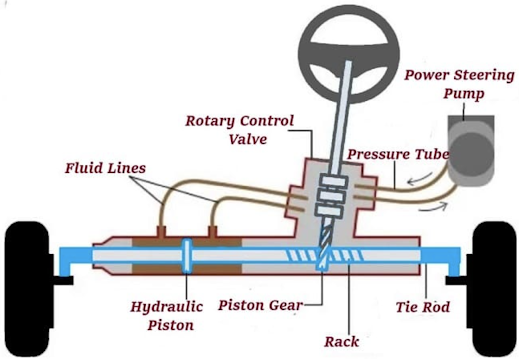 Power Steering
Pump
Rotary Control
Valve
Pressure Tube
Fluid Lines
Hydraulic
Piston
Piston Gear
Tie Rod
Rack